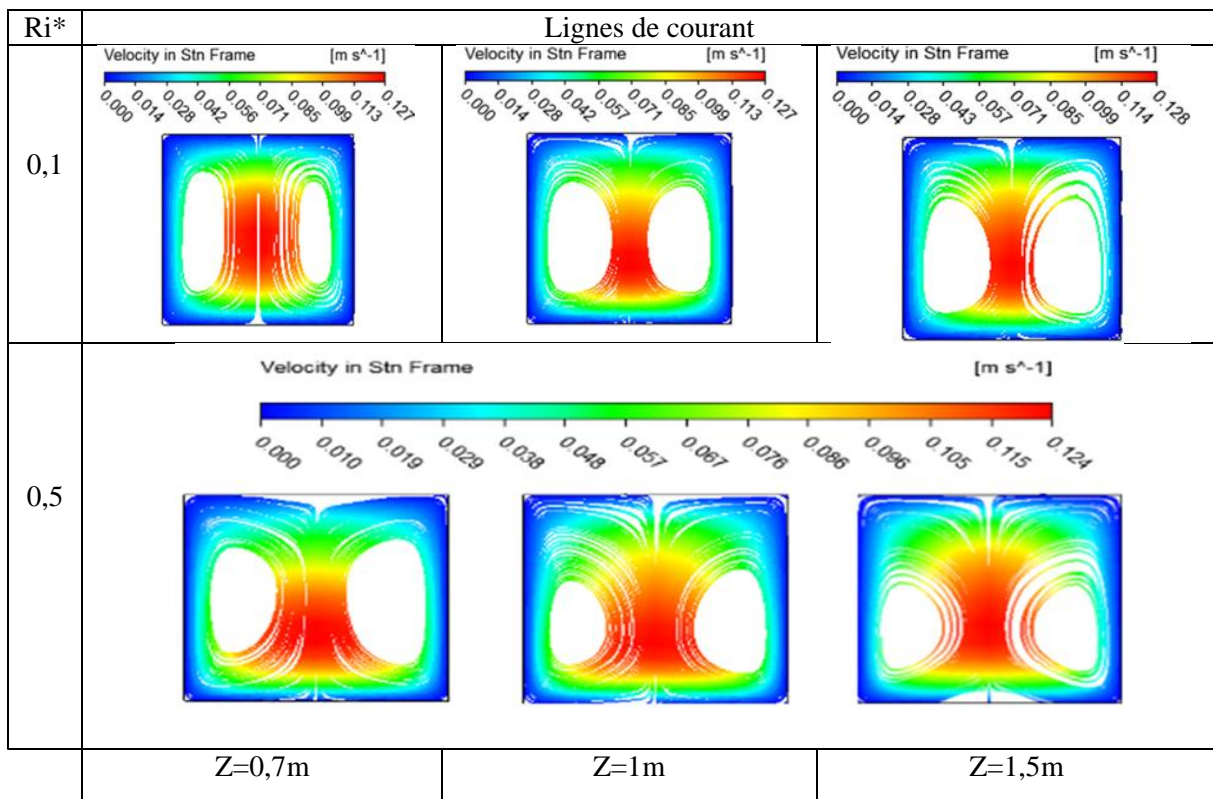 Ri* Lignes de courant
Velocity in Stn Frame [m s^-1]
0.000 0.014 0.028 0.042 0.056 0.071 0.085 0.099 0.113 0.127
Velocity in Stn Frame [m s^-1]
0.000 0.014 0.028 0.042 0.057 0.071 0.085 0.099 0.113 0.127
Velocity in Stn Frame [m s^-1]
0.000 0.014 0.028 0.043 0.057 0.071 0.085 0.099 0.114 0.128
0,1
Velocity in Stn Frame [m s^-1]
0.000 0.010 0.019 0.029 0.038 0.048 0.057 0.067 0.076 0.086 0.096 0.105 0.115 0.124
0,5
Z=0,7m Z=1m Z=1,5m